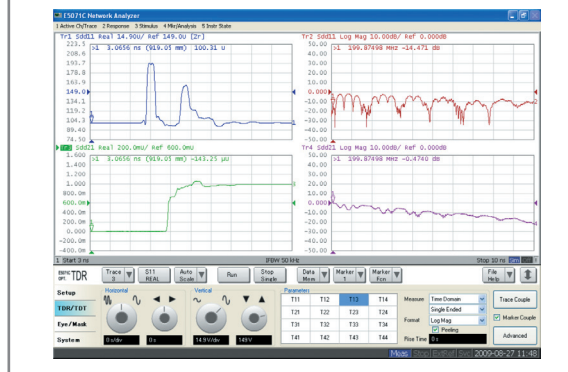 E5071C Network Analyzer
1 Active Ch/Trace 2 Response 3 Stimulus 4 Mkr/Analysis 5 Instr State
Tr1 Sdd11 Real 14.90U/ Ref 149.0U [Zr]
223.5
208.6
193.7
178.8
163.9
149.0
134.1
119.2
104.3
89.40
74.50
>1 3.0656 ns (919.05 mm) 100.31 U
1
Tr2 Sdd11 Log Mag 10.00dB/ Ref 0.000dB
50.00
40.00
30.00
20.00
10.00
0.000
-10.00
-20.00
-30.00
-40.00
-50.00
>1 199.87498 MHz -14.471 dB
2
Tr3 Sdd21 Real 200.0mU/ Ref 600.0mU
1.600
1.400
1.200
1.000
800.0m
600.0m
400.0m
200.0m
0.000
-200.0m
-400.0m
>1 3.0656 ns (919.05 mm) -143.25 µU
3
Tr4 Sdd21 Log Mag 10.00dB/ Ref 0.000dB
50.00
40.00
30.00
20.00
10.00
0.000
-10.00
-20.00
-30.00
-40.00
-50.00
>1 199.87498 MHz -0.4740 dB
4
1 Start 3 ns IFBW 50 kHz Stop 10 ns
TDR
Trace 3
S11 REAL
Auto Scale
Run
Stop Single
Data Mem
Marker 1
Marker Fcn
File Help
Setup
TDR/TDT
Eye/Mask
System
Horizontal
0 s/div
0 s
Vertical
14.9 V/div
149 V
Parameters
T11 T12 T13 T14
T21 T22 T23 T24
T31 T32 T33 T34
T41 T42 T43 T44
Measure Time Domain
Single Ended
Format Log Mag
Peeling
Rise Time 0 s
Trace Couple
Marker Couple
Advanced
Meas Stop ExtRef Svc 2009-08-27 11:48